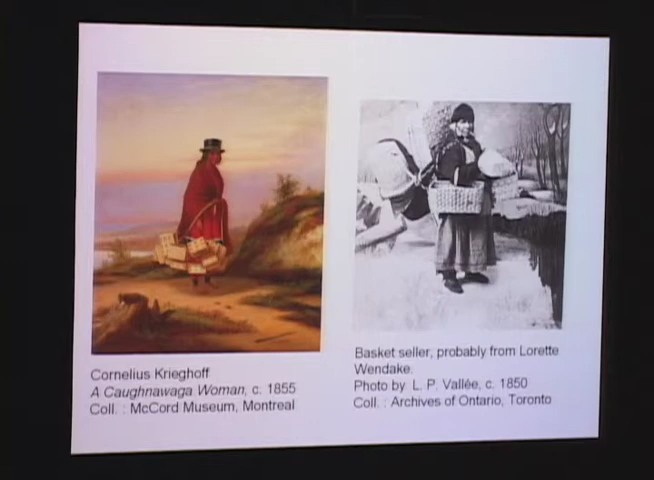 Cornelius Krieghoff
A Caughnawaga Woman, c. 1855
Coll. : McCord Museum, Montreal
Basket seller, probably from Lorette
Wendake.
Photo by L. P. Vallée, c. 1850
Coll. : Archives of Ontario, Toronto